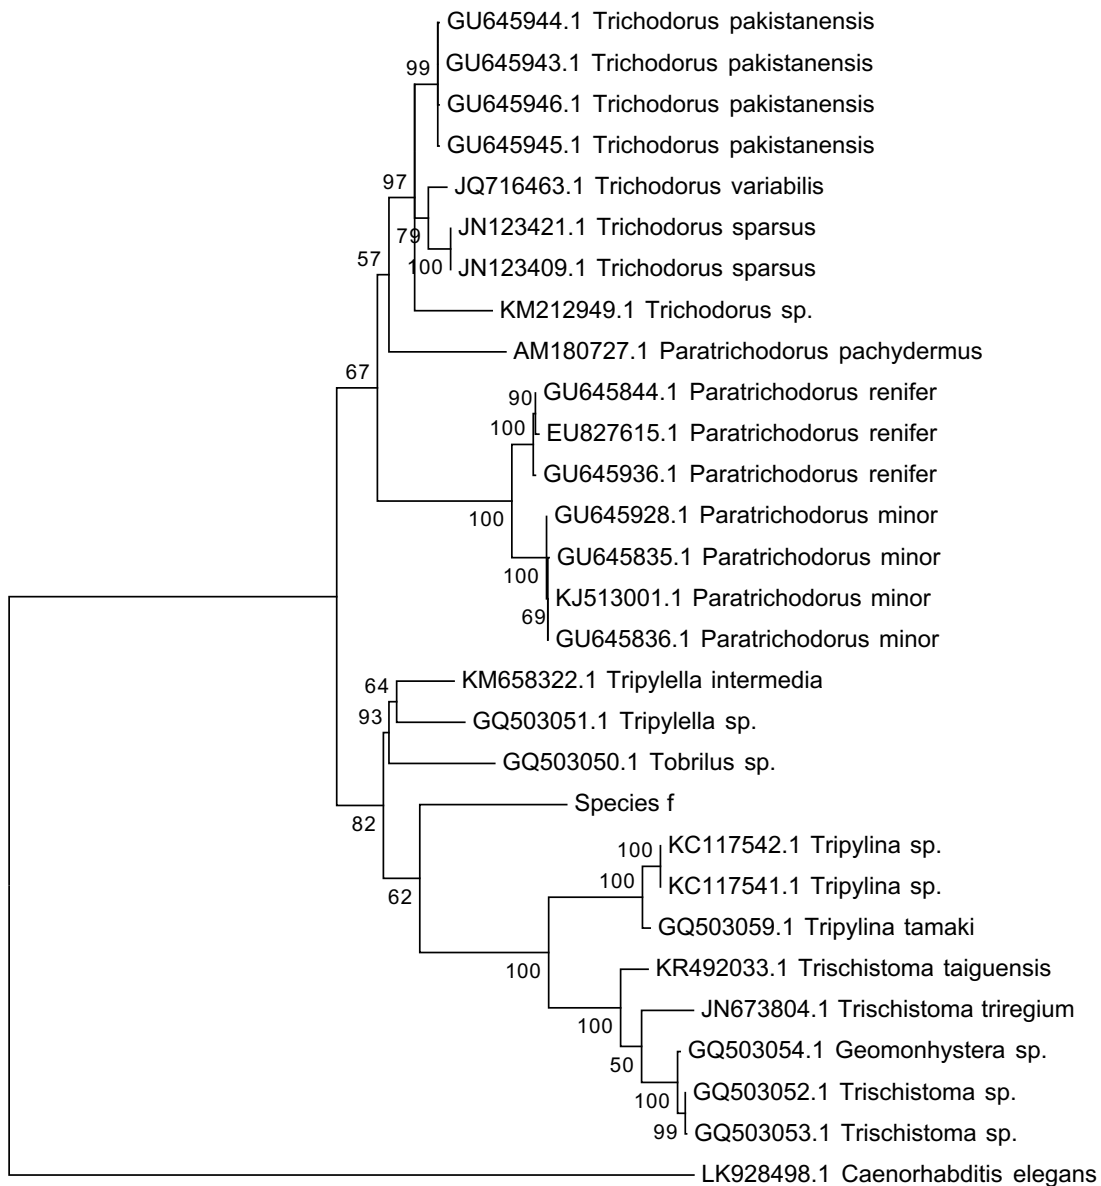 GU645944.1 Trichodorus pakistanensis
GU645943.1 Trichodorus pakistanensis
99
GU645946.1 Trichodorus pakistanensis
GU645945.1 Trichodorus pakistanensis
97
JQ716463.1 Trichodorus variabilis
JN123421.1 Trichodorus sparsus
79
57
100
JN123409.1 Trichodorus sparsus
KM212949.1 Trichodorus sp.
AM180727.1 Paratrichodorus pachydermus
67
90
GU645844.1 Paratrichodorus renifer
100
EU827615.1 Paratrichodorus renifer
GU645936.1 Paratrichodorus renifer
100
GU645928.1 Paratrichodorus minor
GU645835.1 Paratrichodorus minor
100
KJ513001.1 Paratrichodorus minor
69
GU645836.1 Paratrichodorus minor
64
KM658322.1 Tripylella intermedia
93
GQ503051.1 Tripylella sp.
GQ503050.1 Tobrilus sp.
Species f
82
100
KC117542.1 Tripylina sp.
100
KC117541.1 Tripylina sp.
62
GQ503059.1 Tripylina tamaki
100
KR492033.1 Trischistoma taiguensis
JN673804.1 Trischistoma triregium
100
GQ503054.1 Geomonhystera sp.
50
GQ503052.1 Trischistoma sp.
100
99
GQ503053.1 Trischistoma sp.
LK928498.1 Caenorhabditis elegans